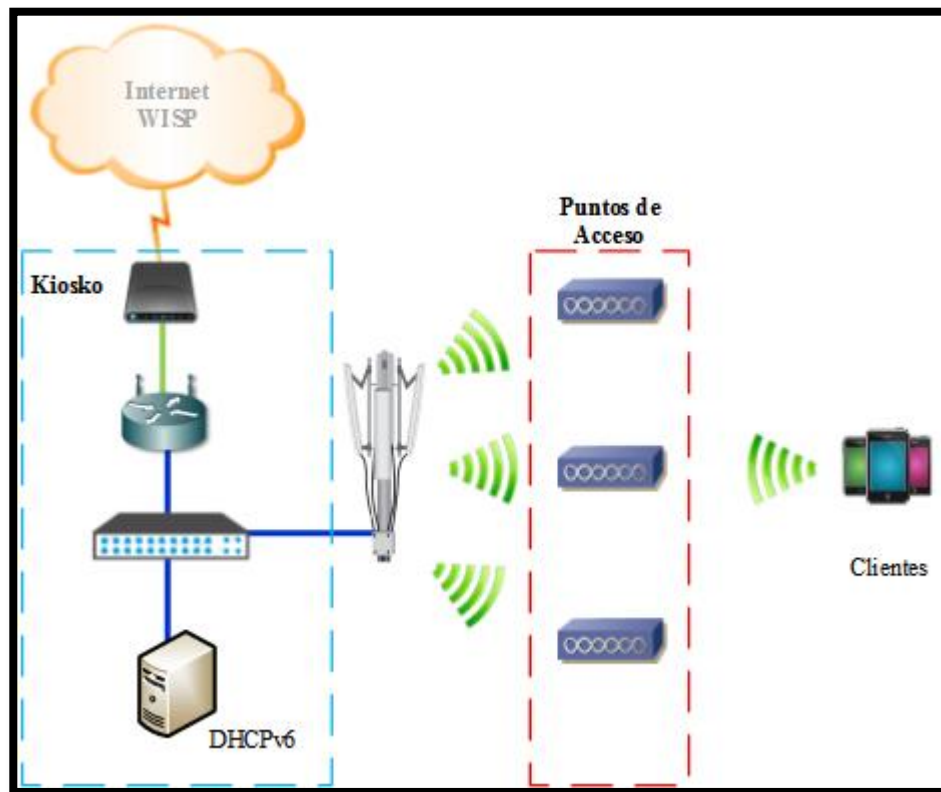 Internet
WISP
Puntos de
Acceso
Kiosko
Clientes
DHCPv6